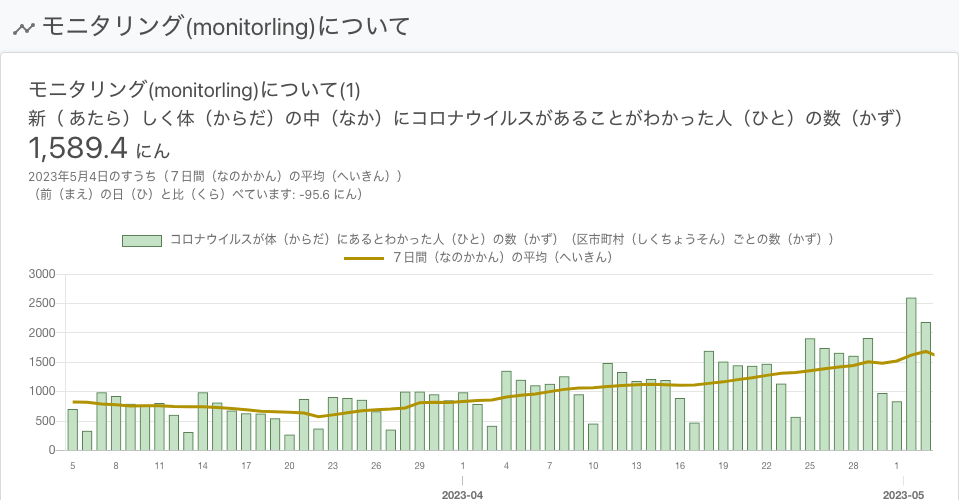 モニタリング(monitorling)について
モニタリング(monitorling)について(1)
新（ あたら）しく体（からだ）の中（なか）にコロナウイルスがあることがわかった人（ひと）の数（かず）
1,589.4 にん
2023年5月4日のすうち（７日間（なのかかん）の平均（へいきん））
（前（まえ）の日（ひ）と比（くら）べています: -95.6 にん）
コロナウイルスが体（からだ）にあるとわかった人（ひと）の数（かず）（区市町村（しくちょうそん）ごとの数（かず））
７日間（なのかかん）の平均（へいきん）
3000
2500
2000
1500
1000
500
0
5 8 11 14 17 20 23 26 29 1 4 7 10 13 16 19 22 25 28 1
2023-04 2023-05